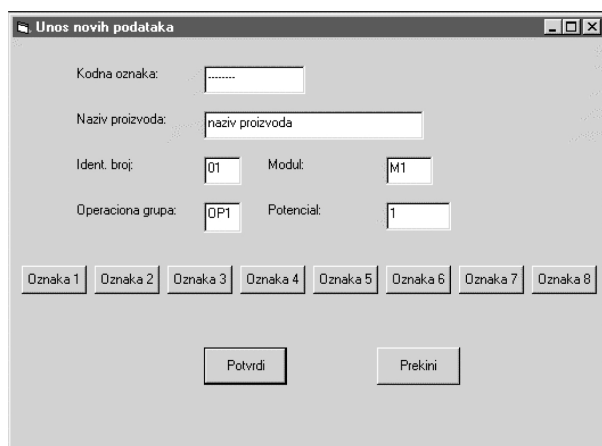 Unos novih podataka
Kodna oznaka: --------
Naziv proizvoda: naziv proizvoda
Ident. broj: 01 Modul: M1
Operaciona grupa: OP1 Potencial: 1
Oznaka 1 Oznaka 2 Oznaka 3 Oznaka 4 Oznaka 5 Oznaka 6 Oznaka 7 Oznaka 8
Potvrdi Prekini